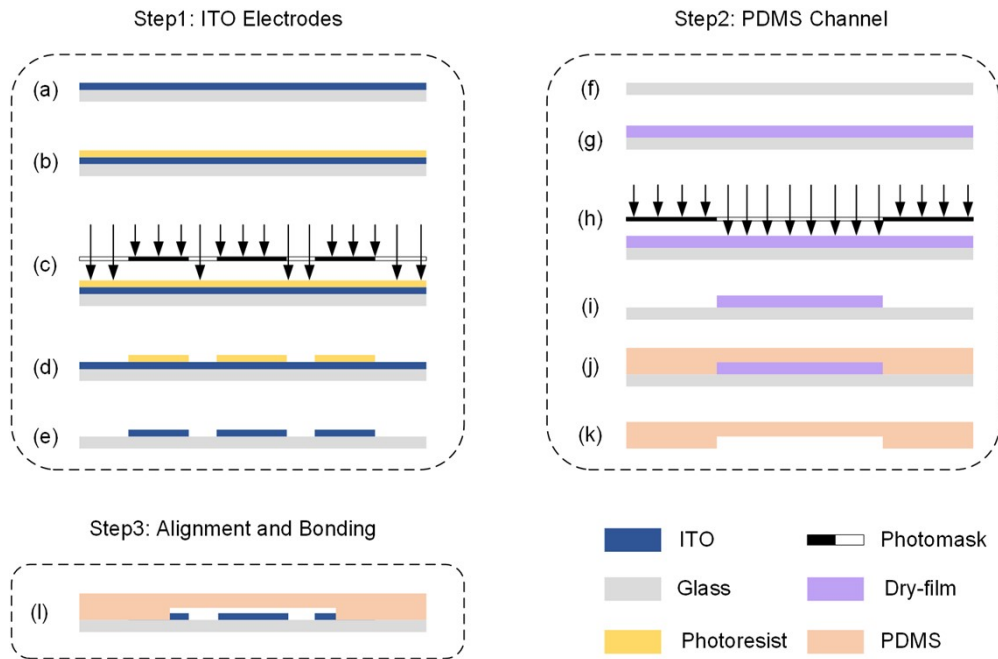 Step1: ITO Electrodes
(a)
(b)
(c)
(d)
(e)
Step2: PDMS Channel
(f)
(g)
(h)
(i)
(j)
(k)
Step3: Alignment and Bonding
(l)
ITO
Photomask
Glass
Dry-film
Photoresist
PDMS